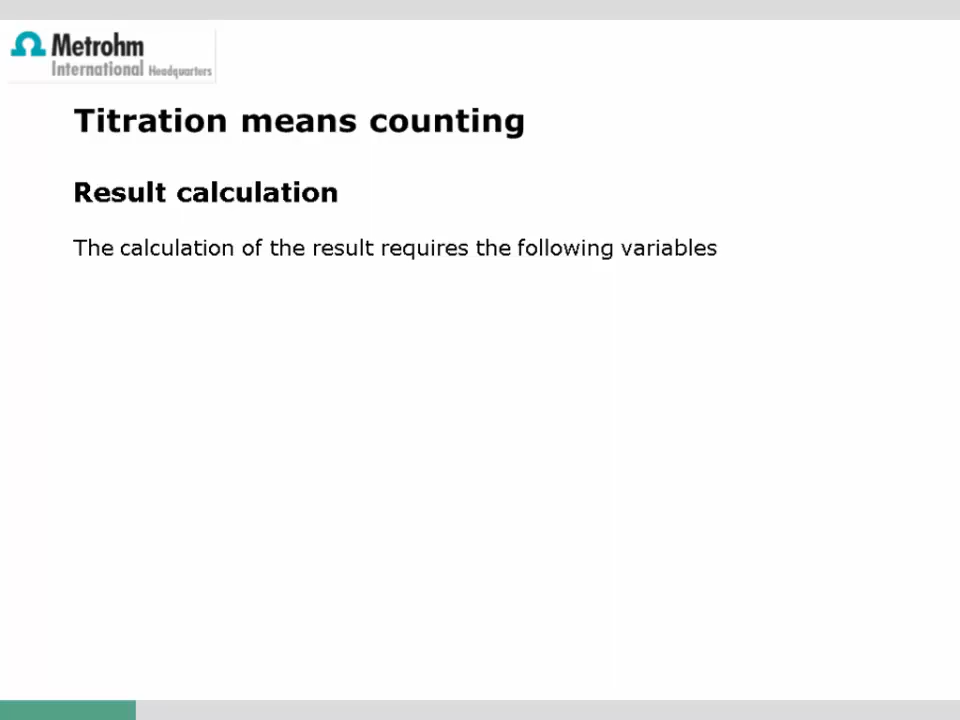 Metrohm
International Headquarters
Titration means counting
Result calculation
The calculation of the result requires the following variables